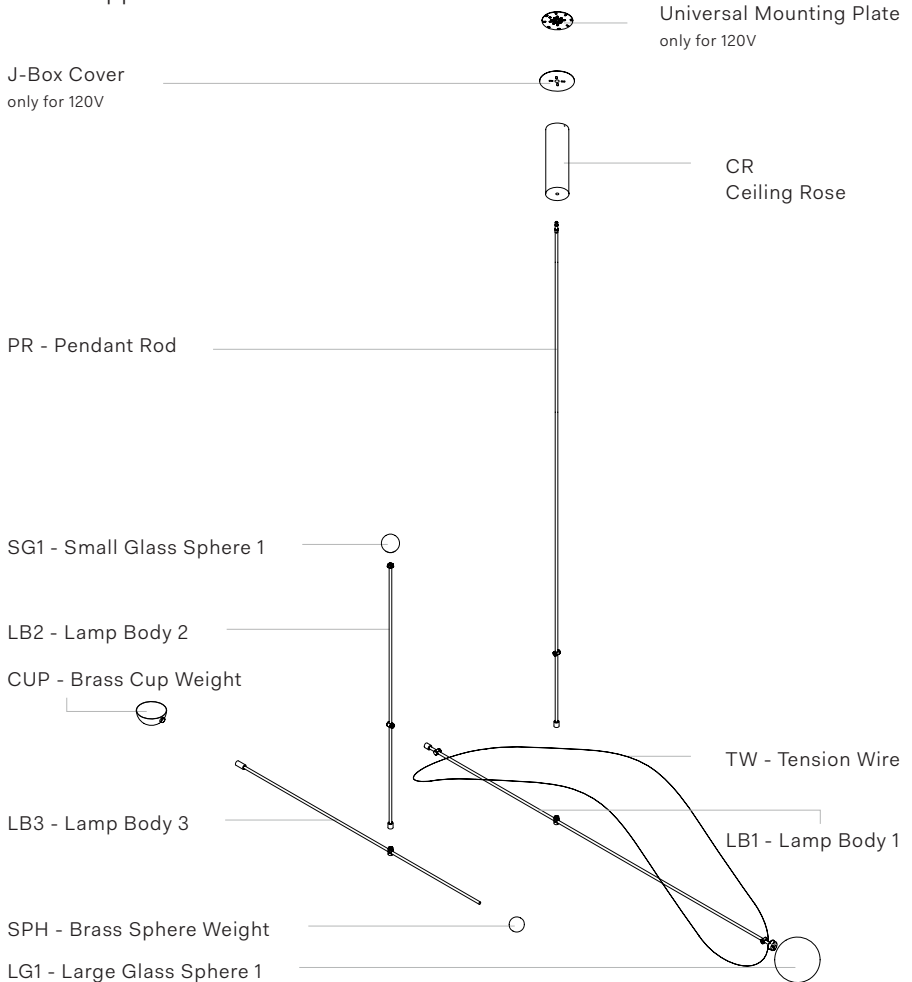 Universal Mounting Plate
only for 120V
J-Box Cover
only for 120V
CR
Ceiling Rose
PR - Pendant Rod
SG1 - Small Glass Sphere 1
LB2 - Lamp Body 2
CUP - Brass Cup Weight
TW - Tension Wire
LB3 - Lamp Body 3
LB1 - Lamp Body 1
SPH - Brass Sphere Weight
LG1 - Large Glass Sphere 1